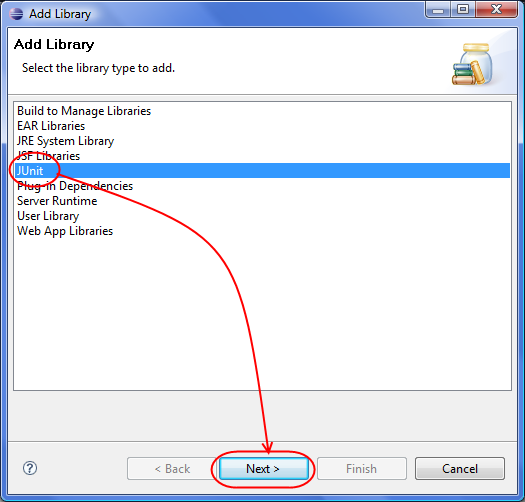 Add Library
Add Library
Select the library type to add.
Build to Manage Libraries
EAR Libraries
JRE System Library
JSF Libraries
JUnit
Plug-in Dependencies
Server Runtime
User Library
Web App Libraries
?
< Back
Next >
Finish
Cancel